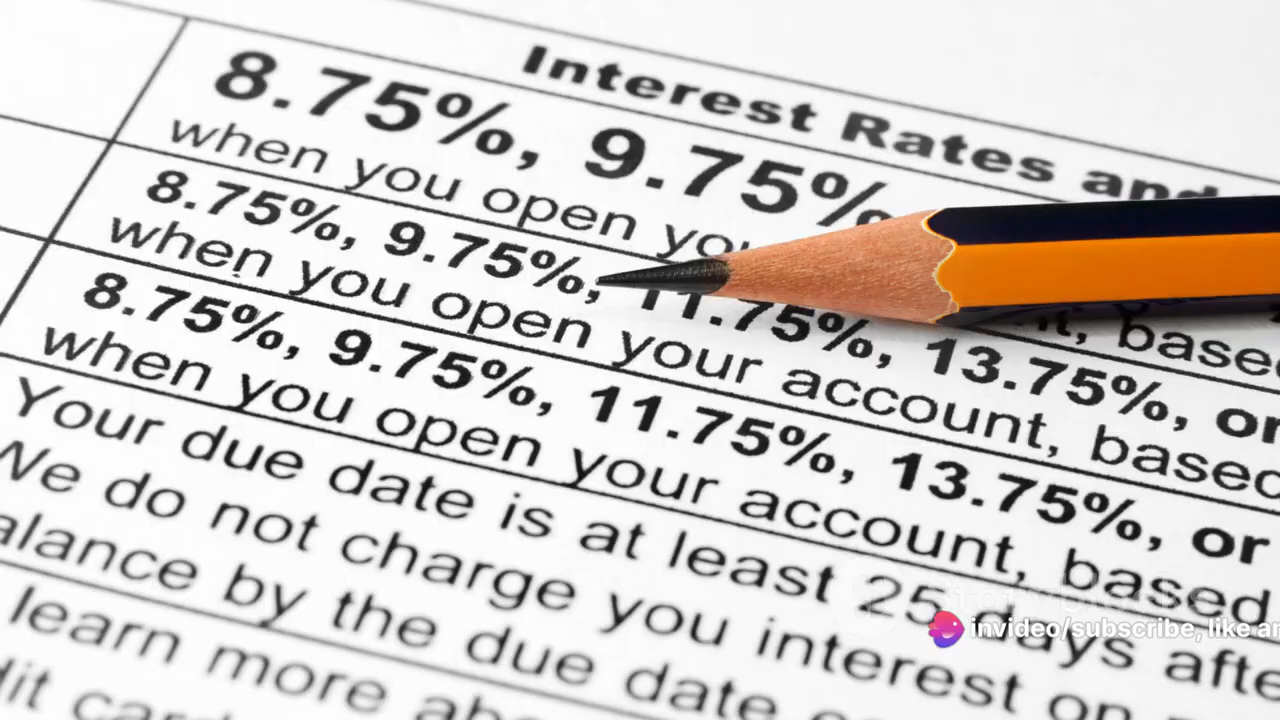 Interest Rates and
8.75%, 9.75%
when you open
8.75%, 9.75%, 11.75%, 13.75%, or
when you open your account, based
8.75%, 9.75%, 11.75%, 13.75%, or
when you open your account, based
Your due date is at least 25 days afte
We do not charge you interest on
alance by the due date
learn more
invideo/subscribe, like an